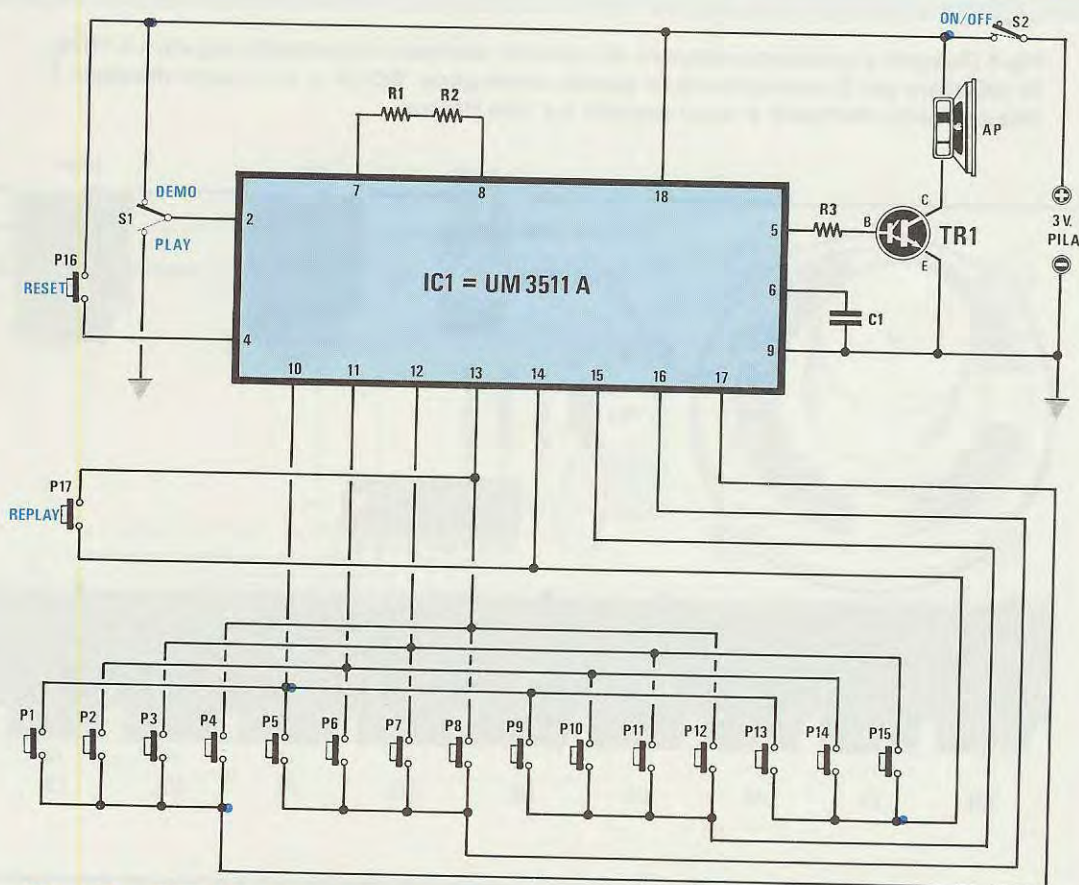 ON/OFF S2
R1 R2
AP
7 8 18
DEMO
S1 2
PLAY
5 R3 B C TR1
E
3 V.
PILA
P16
RESET
IC1 = UM 3511 A
6
C1
4
9
10 11 12 13 14 15 16 17
P17
REPLAY
P1 P2 P3 P4 P5 P6 P7 P8 P9 P10 P11 P12 P13 P14 P15